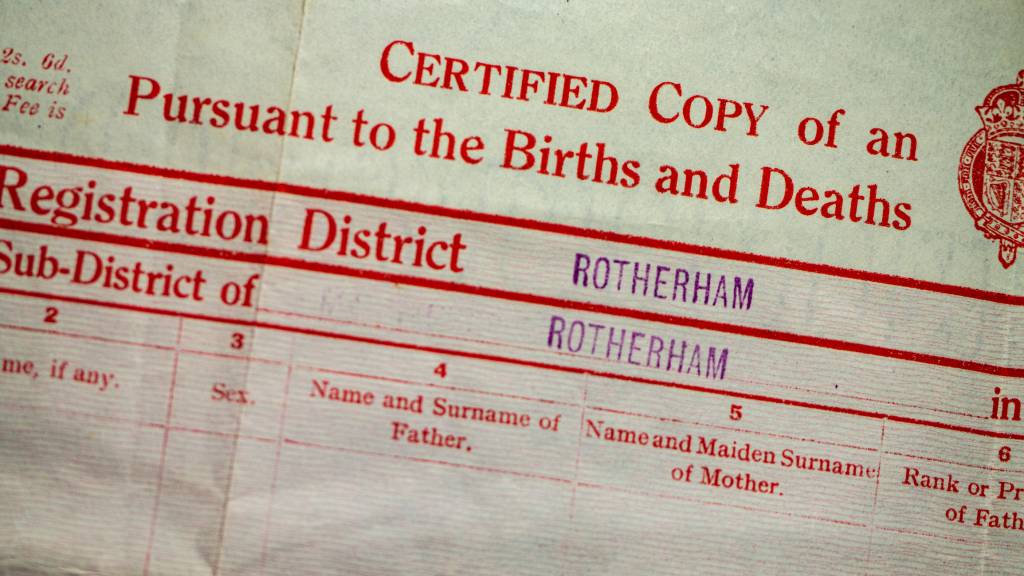 2s. 6d.
search
Fee is
CERTIFIED COPY of an
Pursuant to the Births and Deaths
Registration District ROTHERHAM
Sub-District of ROTHERHAM in
2 3 4 5 6
me, if any. Sex. Name and Surname of Father. Name and Maiden Surname of Mother. Rank or Pr of Fath